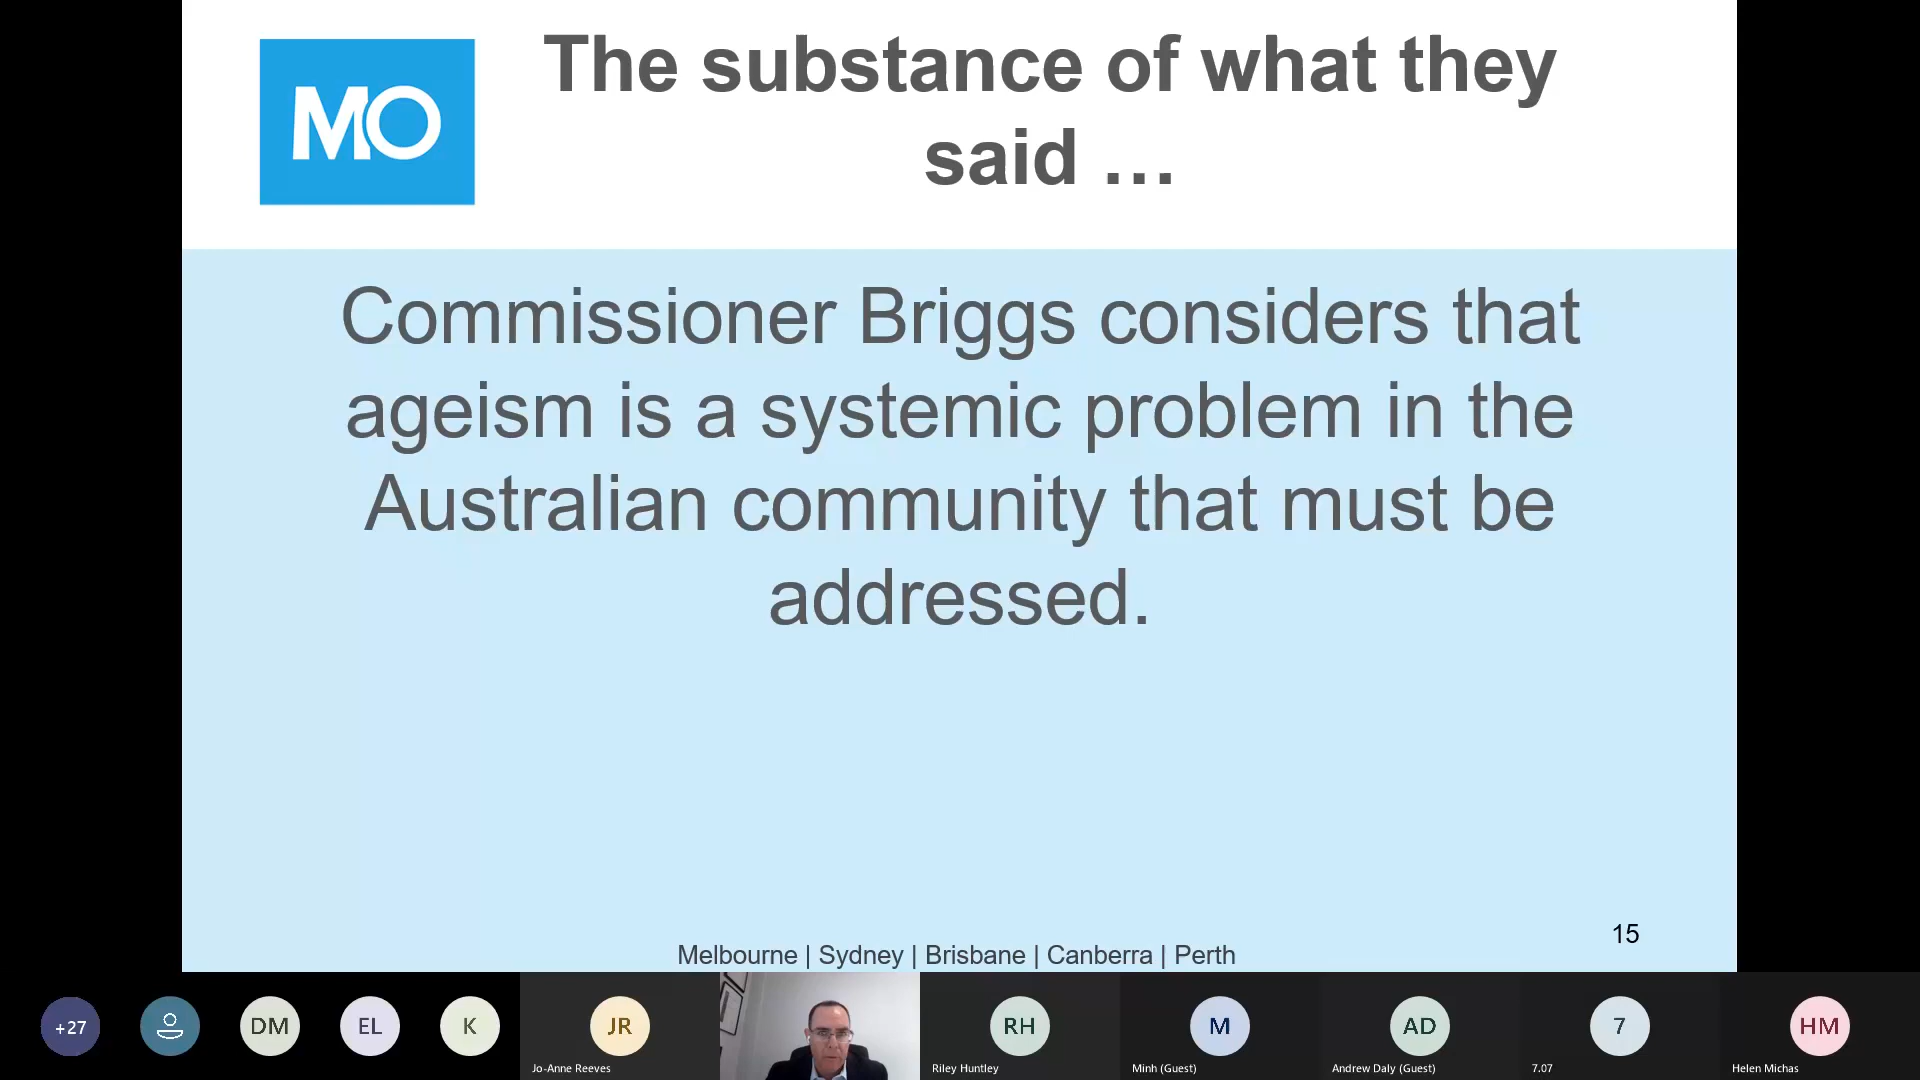 MO
The substance of what they
said …
Commissioner Briggs considers that
ageism is a systemic problem in the
Australian community that must be
addressed.
15
Melbourne | Sydney | Brisbane | Canberra | Perth
+27
DM
EL
K
JR
RH
M
AD
7
HM
Jo-Anne Reeves
Riley Huntley
Minh (Guest)
Andrew Daly (Guest)
7.07
Helen Michas